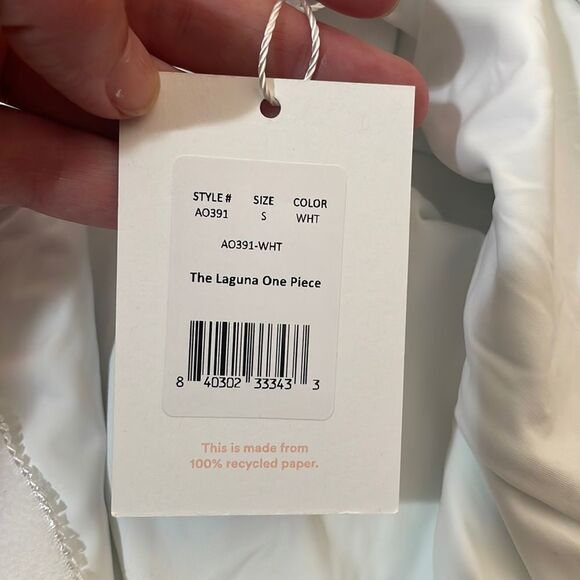 STYLE # SIZE COLOR
AO391 S WHT
AO391-WHT
The Laguna One Piece
8 40302 33343 3
This is made from
100% recycled paper.